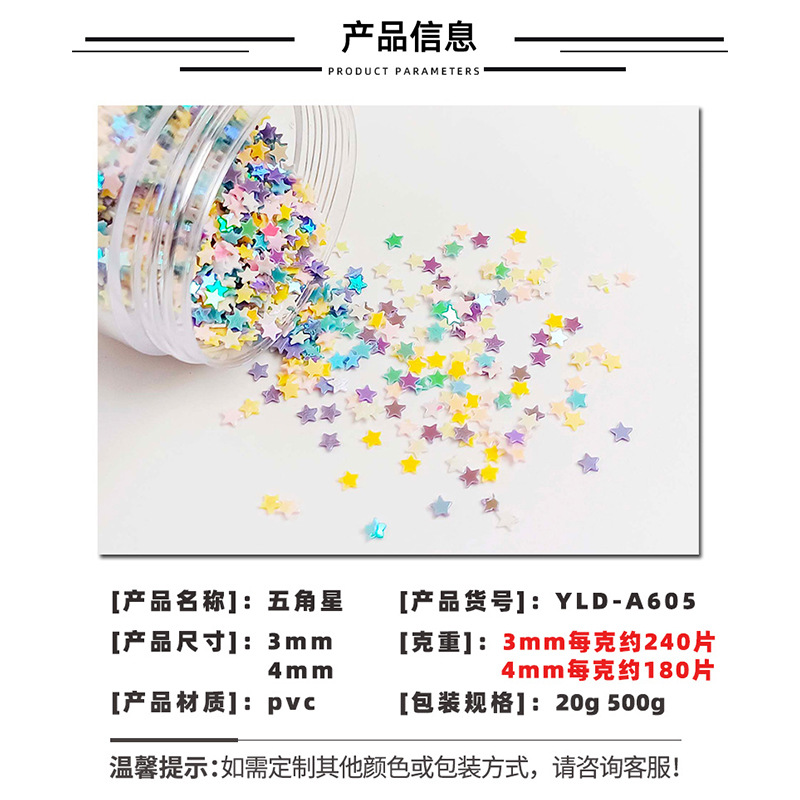 产品信息
PRODUCT PARAMETERS
[产品名称]：五角星
[产品货号]：YLD-A605
[产品尺寸]：3mm
4mm
[克重]：3mm每克约240片
4mm每克约180片
[产品材质]：pvc
[包装规格]：20g 500g
温馨提示：如需定制其他颜色或包装方式，请咨询客服！